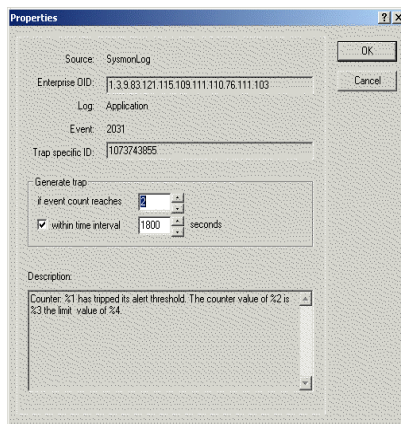 Properties
Source: SysmonLog
Enterprise OID: 1.3.9.83.121.115.109.111.110.76.111.103
Log: Application
Event: 2031
Trap specific ID: 1073743855
Generate trap
if event count reaches 2
within time interval 1800 seconds
Description:
Counter: %1 has tripped its alert threshold. The counter value of %2 is
%3 the limit value of %4.
OK
Cancel